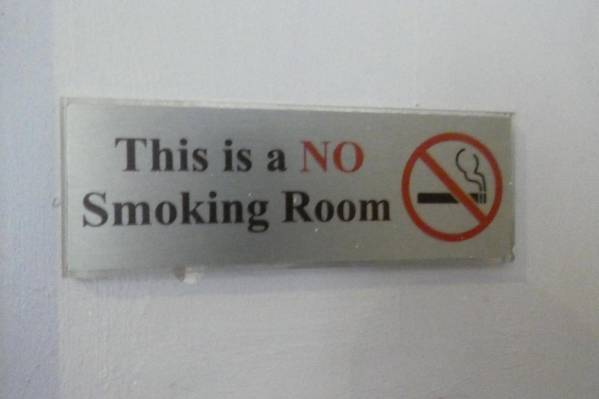 This is a NO
Smoking Room